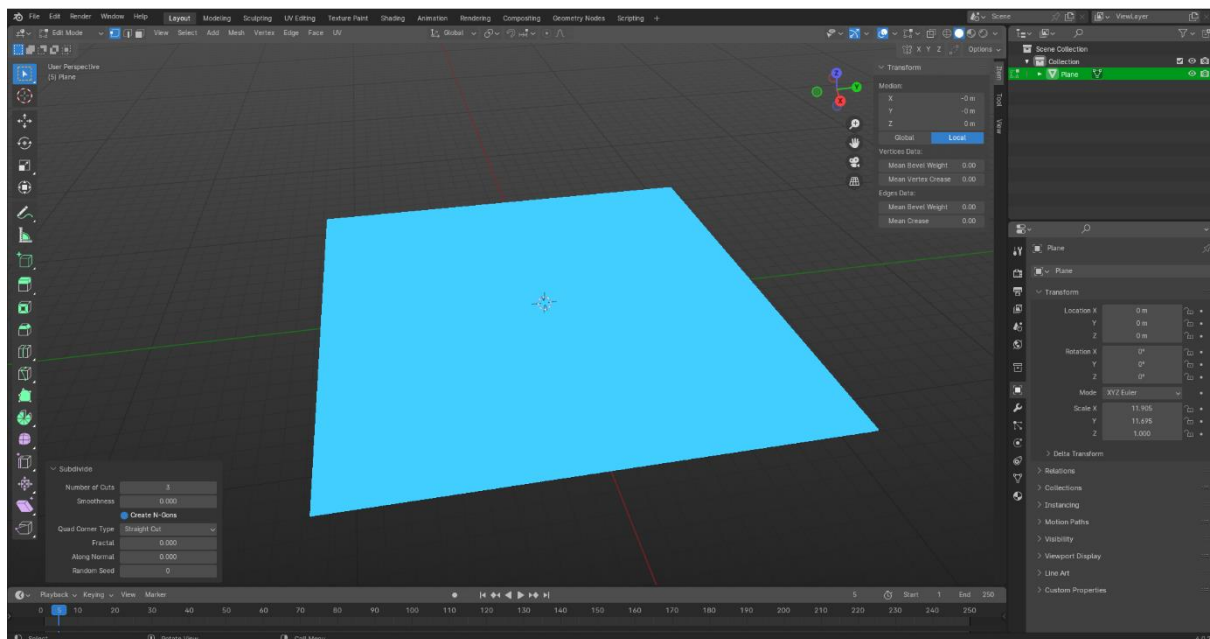 File Edit Render Window Help Layout Modeling Sculpting UV Editing Texture Paint Shading Animation Rendering Compositing Geometry Nodes Scripting + Scene ViewLayer
Edit Mode View Select Add Mesh Vertex Edge Face UV Global
X Y Z Options
User Perspective
(5) Plane
Scene Collection
Collection
Plane
Transform
Item
Tool
View
Median:
X -0 m
Y -0 m
Z 0 m
Global Local
Vertices Data:
Mean Bevel Weight 0.00
Mean Vertex Crease 0.00
Edges Data:
Mean Bevel Weight 0.00
Mean Crease 0.00
Z
Y
X
Plane
Plane
Transform
Location X 0 m
Y 0 m
Z 0 m
Rotation X 0°
Y 0°
Z 0°
Mode XYZ Euler
Scale X 11.905
Y 11.695
Z 1.000
Delta Transform
Relations
Collections
Instancing
Motion Paths
Visibility
Viewport Display
Line Art
Custom Properties
Subdivide
Number of Cuts 3
Smoothness 0.000
Create N-Gons
Quad Corner Type Straight Cut
Fractal 0.000
Along Normal 0.000
Random Seed 0
Playback Keying View Marker 5 Start 1 End 250
0 5 10 20 30 40 50 60 70 80 90 100 110 120 130 140 150 160 170 180 190 200 210 220 230 240 250
Select Rotate View Call Menu